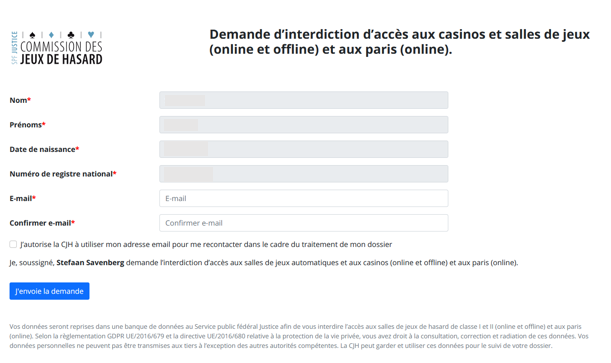 Demande d’interdiction d’accès aux casinos et salles de jeux
(online et offline) et aux paris (online).
SPF JUSTICE
COMMISSION DES
JEUX DE HASARD
Nom*
Prénoms*
Date de naissance*
Numéro de registre national*
E-mail*
E-mail
Confirmer e-mail*
Confirmer e-mail
J'autorise la CJH à utiliser mon adresse email pour me recontacter dans le cadre du traitement de mon dossier
Je, soussigné, Stefaan Savenberg demande l'interdiction d'accès aux salles de jeux automatiques et aux casinos (online et offline) et aux paris (online).
J'envoie la demande
Vos données seront reprises dans une banque de données au Service public fédéral Justice afin de vous interdire l'accès aux salles de jeux de hasard de classe I et II (online et offline) et aux paris
(online). Selon la règlementation GDPR UE/2016/679 et la directive UE/2016/680 relative à la protection de la vie privée, vous avez droit à la consultation, correction et radiation de ces données. Vos
données personnelles ne peuvent pas être transmises aux tiers à l'exception des autres autorités compétentes. La CJH peut garder et utiliser ces données pour le suivi de votre dossier.